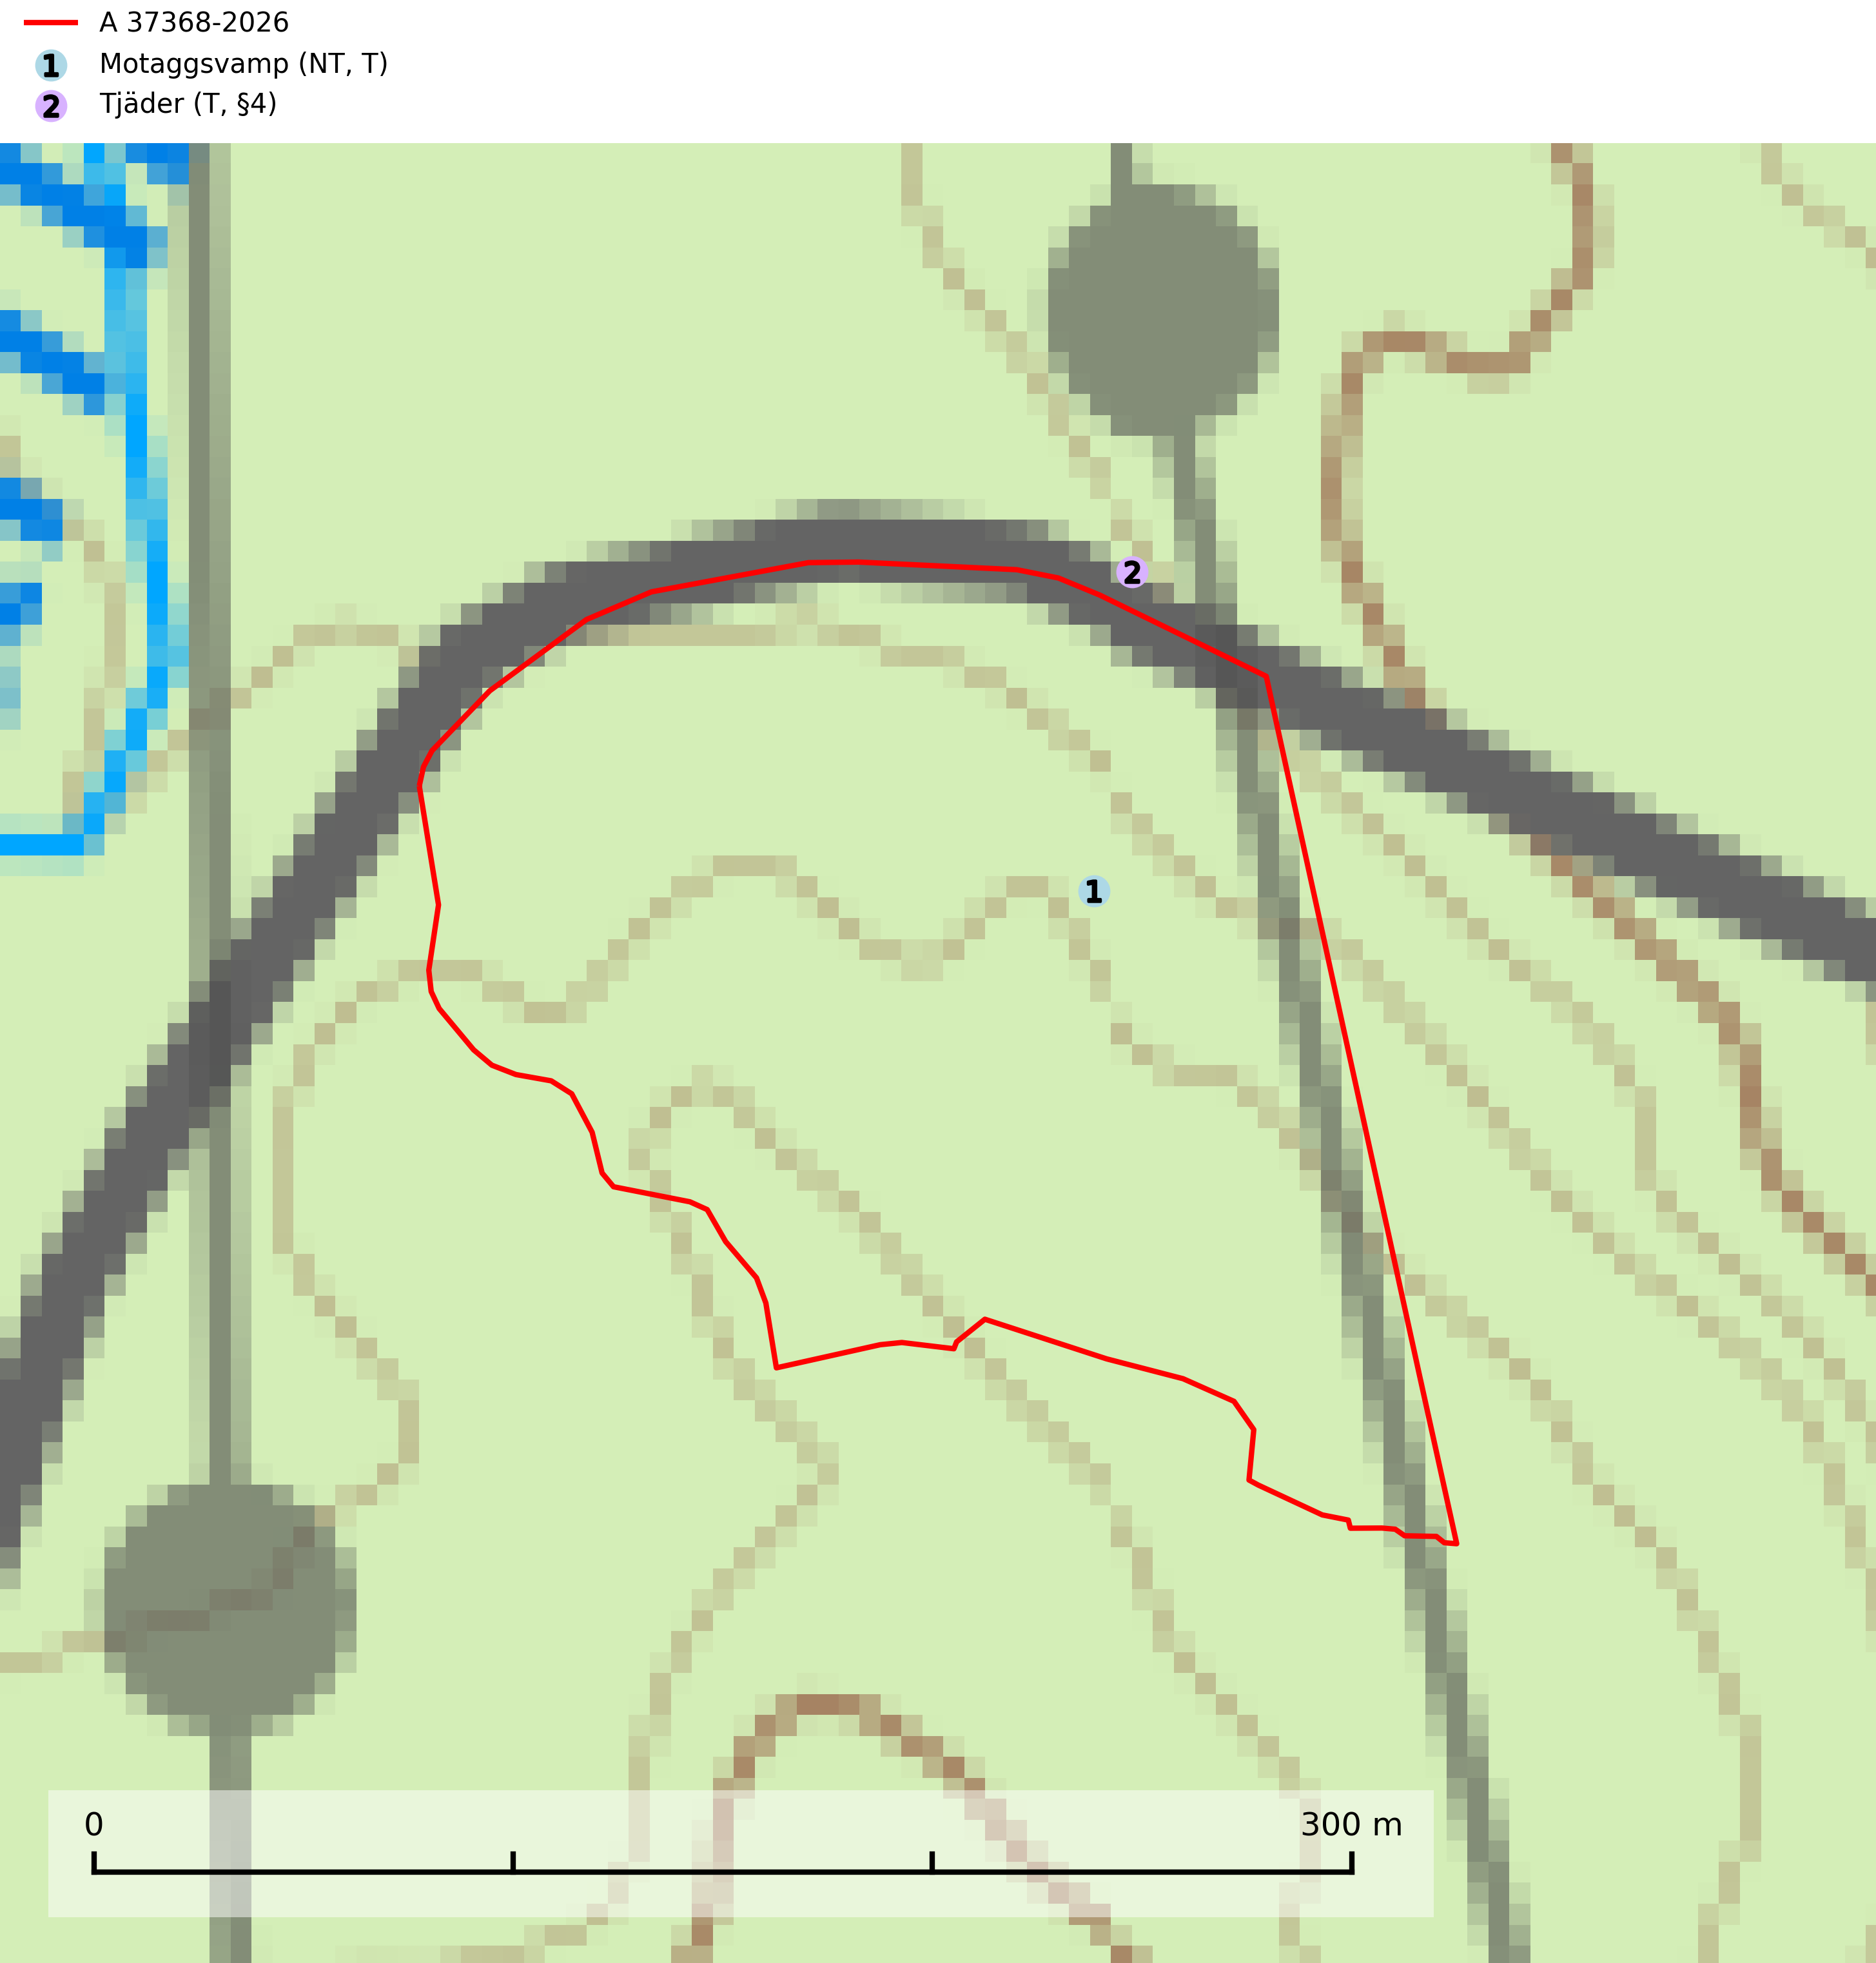 A 37368-2026
1 Motaggsvamp (NT, T)
2 Tjäder (T, §4)
2
1
0 300 m